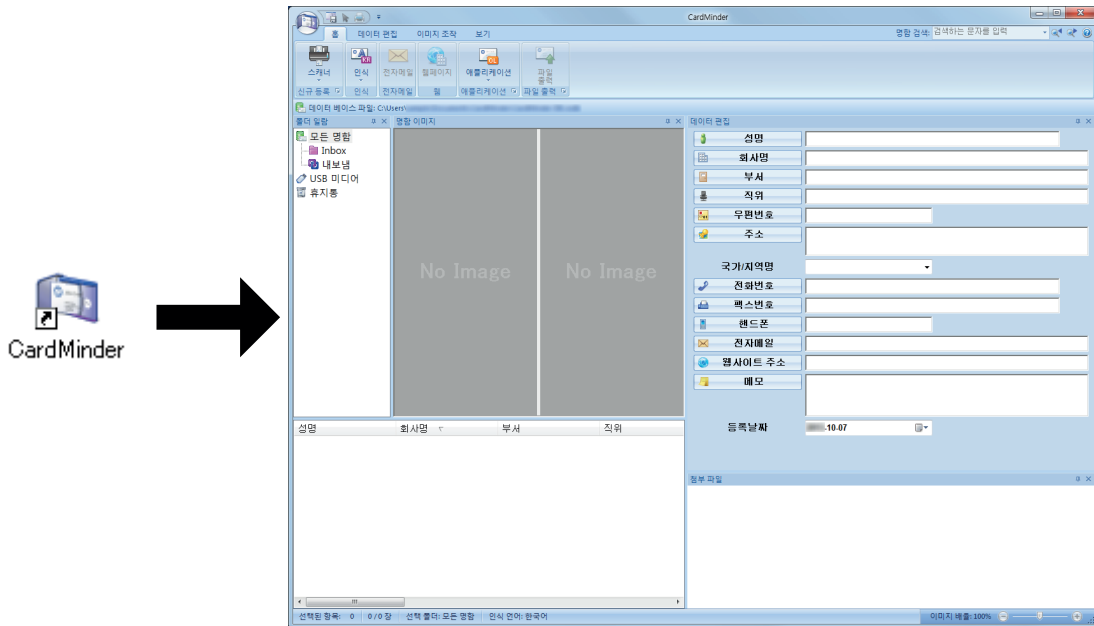 CardMinder
CardMinder
홈 데이터 편집 이미지 조작 보기
명함 검색: 검색하는 문자를 입력
스캐너 인식 전자메일 웹페이지 애플리케이션 파일 출력
신규 등록 인식 전자메일 웹 애플리케이션 파일 출력
데이터 베이스 파일: C:\Users\
폴더 일람 명함 이미지 데이터 편집
모든 명함
Inbox
내보냄
USB 미디어
휴지통
No Image No Image
성명
회사명
부서
직위
우편번호
주소
국가/지역명
전화번호
팩스번호
핸드폰
전자메일
웹사이트 주소
메모
등록날짜 -10-07
성명 회사명 부서 직위
첨부 파일
선택된 항목: 0 0/0 장 선택 폴더: 모든 명함 인식 언어: 한국어 이미지 배율: 100%